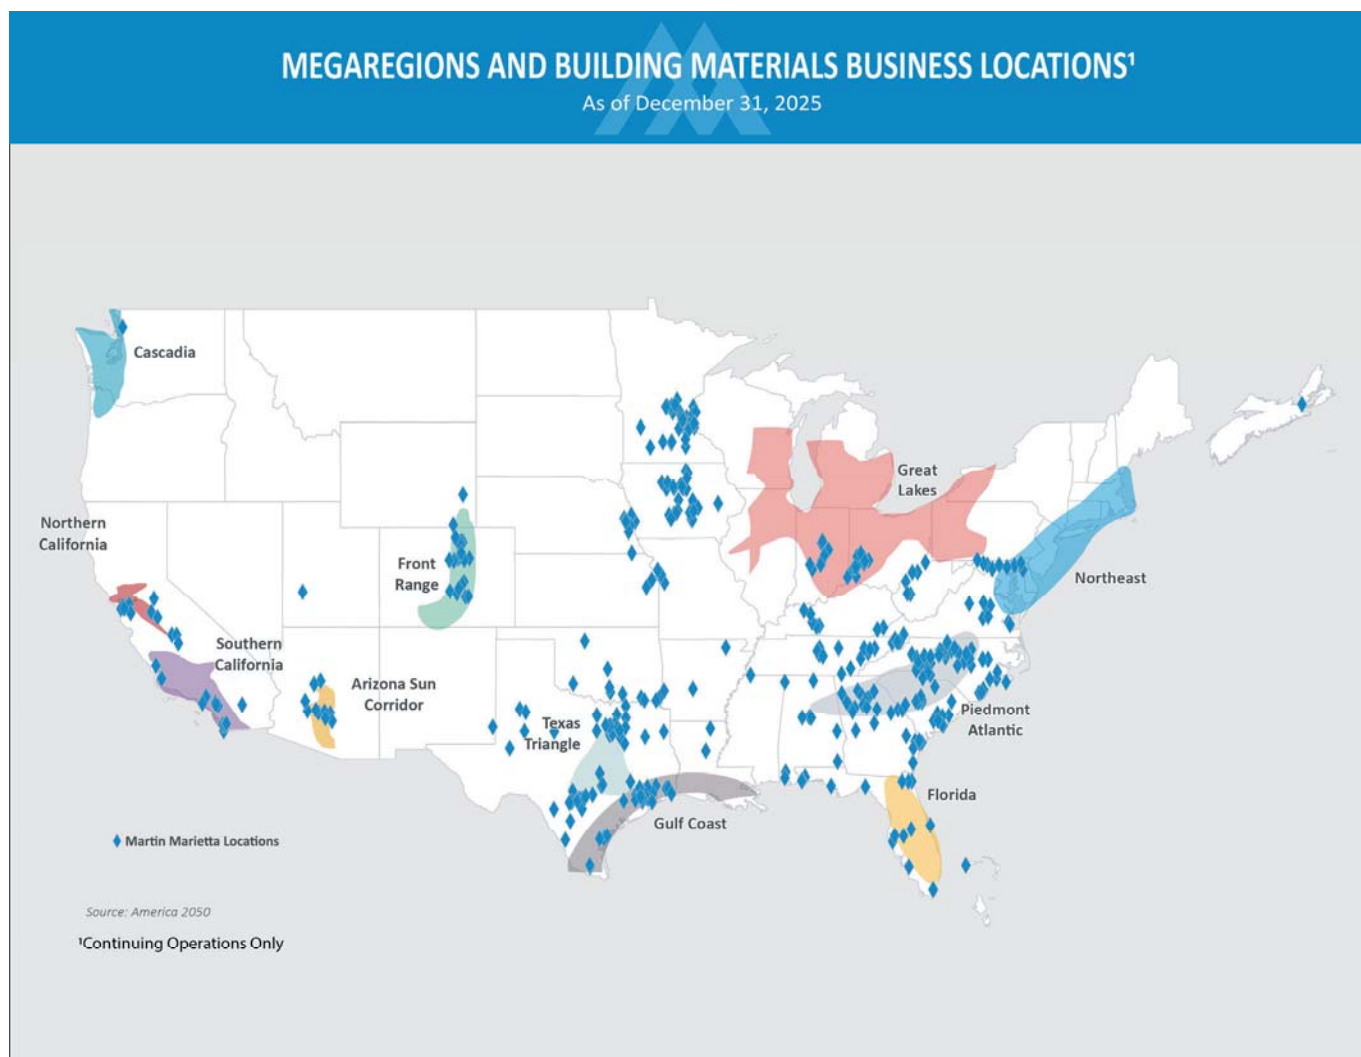 MEGAREGIONS AND BUILDING MATERIALS BUSINESS LOCATIONS¹
As of December 31, 2025
Cascadia
Great
Lakes
Northern
California
Front
Range
Northeast
Southern
California
Arizona Sun
Corridor
Texas
Triangle
Piedmont
Atlantic
Florida
Gulf Coast
Martin Marietta Locations
Source: America 2050
¹Continuing Operations Only